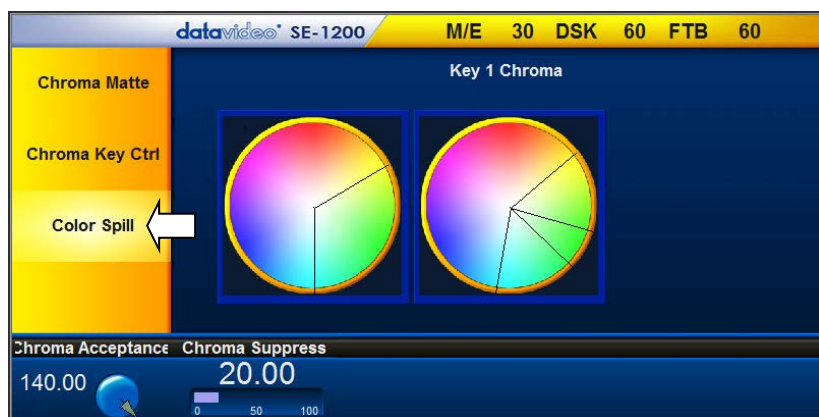 datavideo SE-1200 M/E 30 DSK 60 FTB 60
Key 1 Chroma
Chroma Matte
Chroma Key Ctrl
Color Spill
Chroma Acceptance Chroma Suppress
140.00 20.00
0 50 100